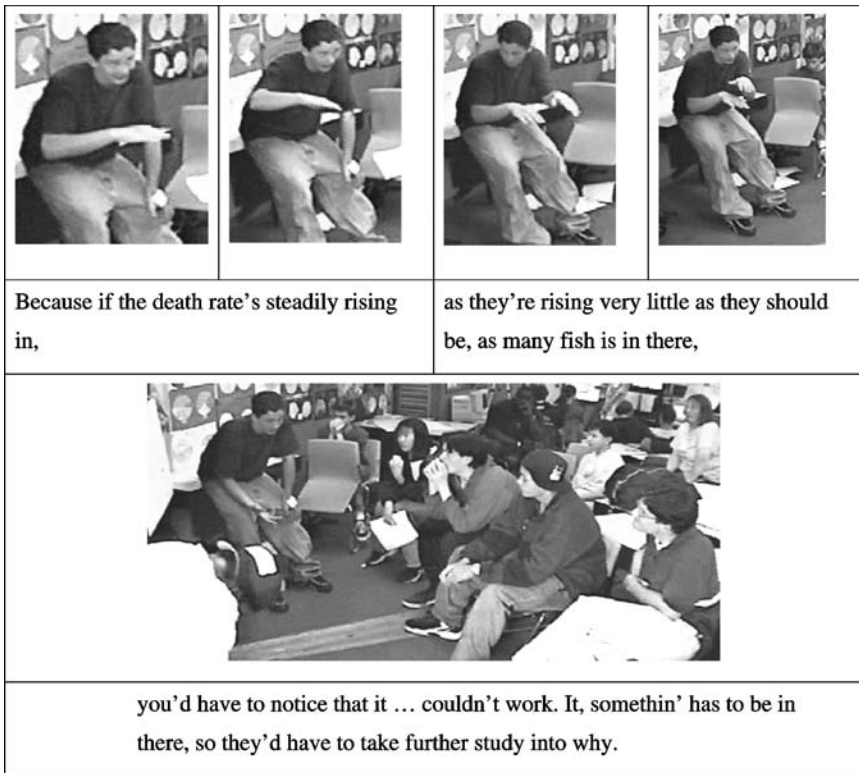 Because if the death rate's steadily rising
in,
as they're rising very little as they should
be, as many fish is in there,
you'd have to notice that it … couldn't work. It, somethin' has to be in
there, so they'd have to take further study into why.